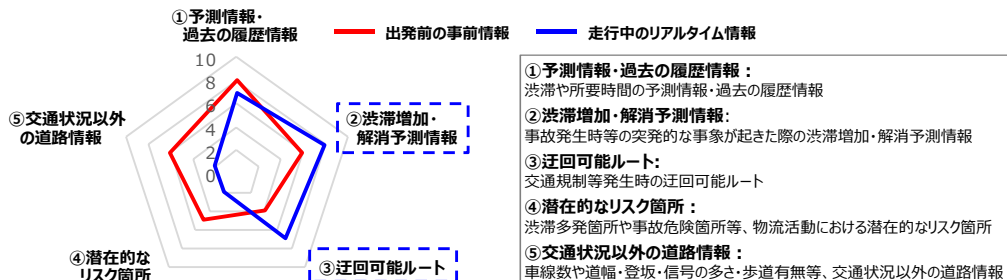 ①予測情報・
過去の履歴情報
出発前の事前情報
走行中のリアルタイム情報
10
8
6
4
2
0
②渋滞増加・
解消予測情報
③迂回可能ルート
④潜在的な
リスク箇所
⑤交通状況以外
の道路情報
①予測情報・過去の履歴情報：
渋滞や所要時間の予測情報・過去の履歴情報
②渋滞増加・解消予測情報:
事故発生時等の突発的な事象が起きた際の渋滞増加・解消予測情報
③迂回可能ルート:
交通規制等発生時の迂回可能ルート
④潜在的なリスク箇所：
渋滞多発箇所や事故危険箇所等、物流活動における潜在的なリスク箇所
⑤交通状況以外の道路情報：
車線数や道幅・登坂・信号の多さ・歩道有無等、交通状況以外の道路情報